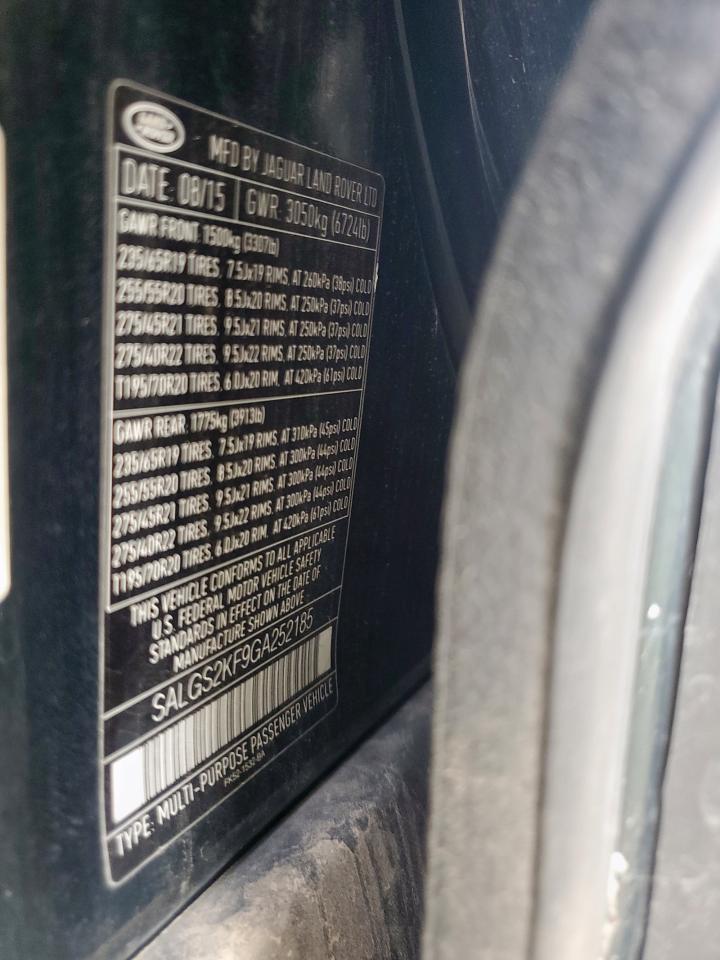 LAND
ROVER
MFD BY JAGUAR LAND ROVER LTD
DATE: 08/15 GWR: 3050kg (6724lb)
GAWR FRONT: 1500kg (3307lb)
235/65R19 TIRES, 7.5Jx19 RIMS, AT 260kPa (38psi) COLD
255/55R20 TIRES, 8.5Jx20 RIMS, AT 250kPa (37psi) COLD
275/45R21 TIRES, 9.5Jx21 RIMS, AT 250kPa (37psi) COLD
275/40R22 TIRES, 9.5Jx22 RIMS, AT 250kPa (37psi) COLD
T195/70R20 TIRES, 6.0Jx20 RIM, AT 420kPa (61psi) COLD
GAWR REAR: 1775kg (3913lb)
235/65R19 TIRES, 7.5Jx19 RIMS, AT 310kPa (45psi) COLD
255/55R20 TIRES, 8.5Jx20 RIMS, AT 300kPa (44psi) COLD
275/45R21 TIRES, 9.5Jx21 RIMS, AT 300kPa (44psi) COLD
275/40R22 TIRES, 9.5Jx22 RIMS, AT 300kPa (44psi) COLD
T195/70R20 TIRES, 6.0Jx20 RIM, AT 420kPa (61psi) COLD
THIS VEHICLE CONFORMS TO ALL APPLICABLE
U.S. FEDERAL MOTOR VEHICLE SAFETY
STANDARDS IN EFFECT ON THE DATE OF
MANUFACTURE SHOWN ABOVE
SALGS2KF9GA252185
TYPE: MULTI-PURPOSE PASSENGER VEHICLE
FK52-1532-BA